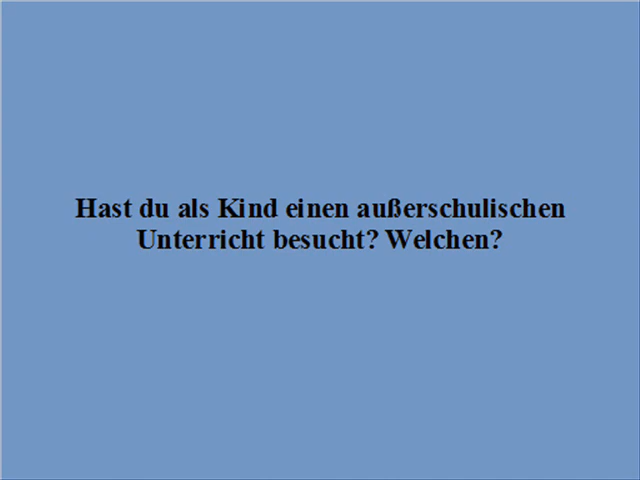 Hast du als Kind einen außerschulischen
Unterricht besucht? Welchen?